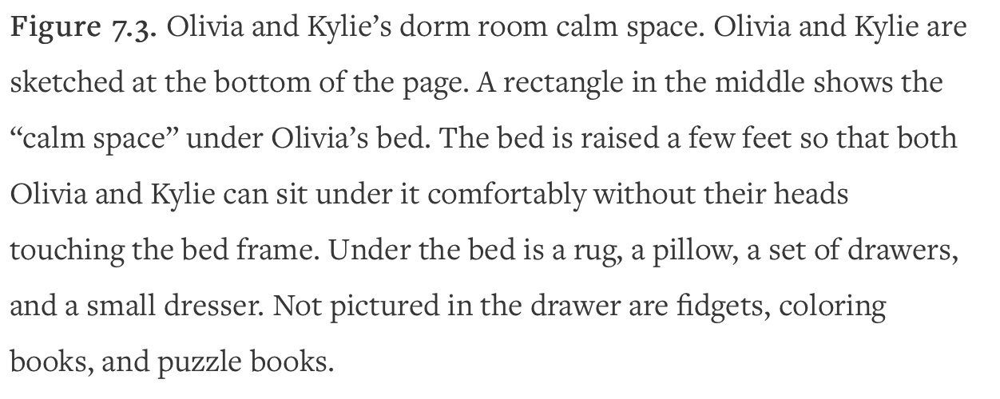 Figure 7.3. Olivia and Kylie’s dorm room calm space. Olivia and Kylie are
sketched at the bottom of the page. A rectangle in the middle shows the
“calm space” under Olivia’s bed. The bed is raised a few feet so that both
Olivia and Kylie can sit under it comfortably without their heads
touching the bed frame. Under the bed is a rug, a pillow, a set of drawers,
and a small dresser. Not pictured in the drawer are fidgets, coloring
books, and puzzle books.